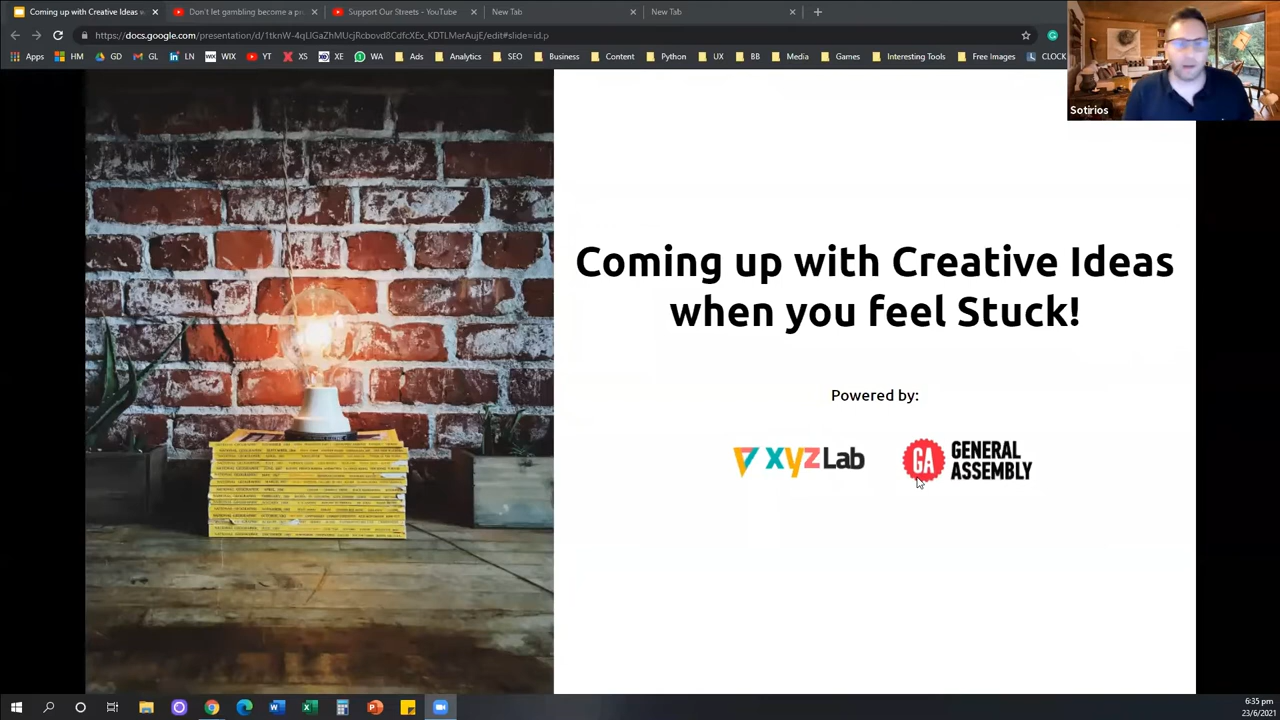 Coming up with Creative Ideas w
Don't let gambling become a pr
Support Our Streets - YouTube
New Tab
New Tab
Apps
HM
GD
GL
LN
WIX
YT
XS
XE
WA
Ads
Analytics
SEO
Business
Content
Python
UX
BB
Media
Games
Interesting Tools
Free Images
CLOCK
Sotirios
Coming up with Creative Ideas
when you feel Stuck!
Powered by:
xyzLab
GA GENERAL
ASSEMBLY
6:35 pm
23/6/2021